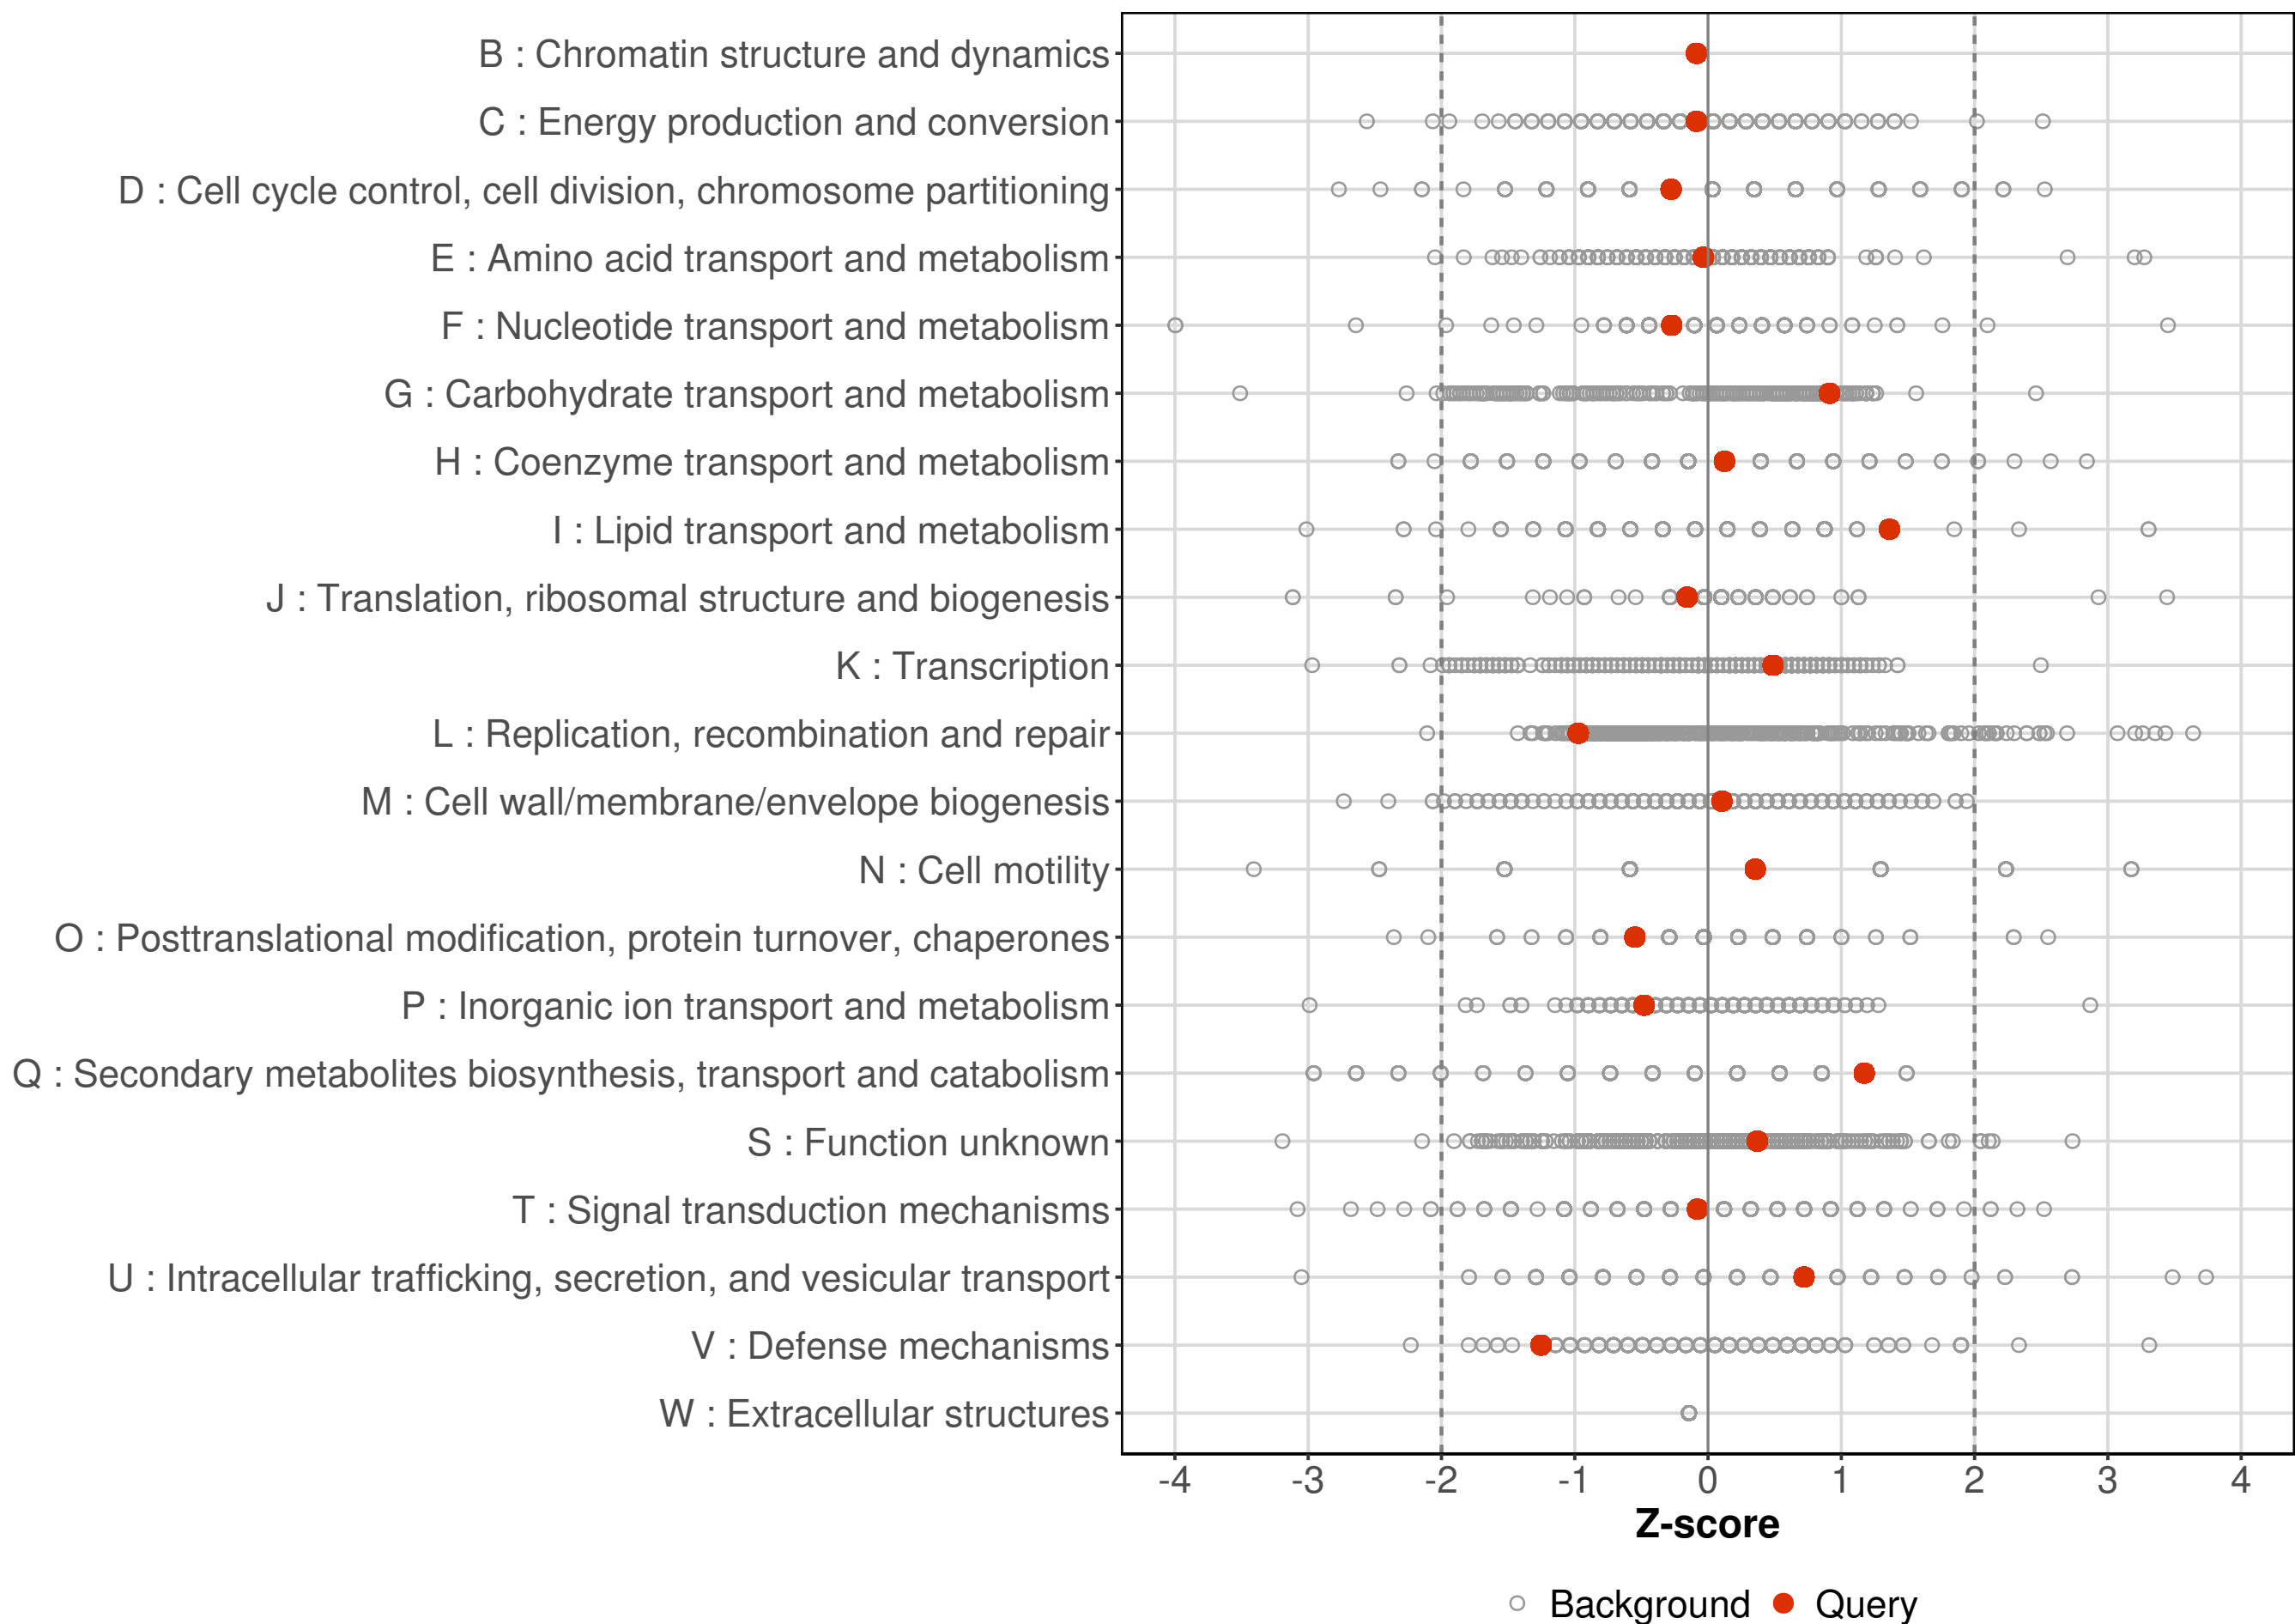 B : Chromatin structure and dynamics
C : Energy production and conversion
D : Cell cycle control, cell division, chromosome partitioning
E : Amino acid transport and metabolism
F : Nucleotide transport and metabolism
G : Carbohydrate transport and metabolism
H : Coenzyme transport and metabolism
I : Lipid transport and metabolism
J : Translation, ribosomal structure and biogenesis
K : Transcription
L : Replication, recombination and repair
M : Cell wall/membrane/envelope biogenesis
N : Cell motility
O : Posttranslational modification, protein turnover, chaperones
P : Inorganic ion transport and metabolism
Q : Secondary metabolites biosynthesis, transport and catabolism
S : Function unknown
T : Signal transduction mechanisms
U : Intracellular trafficking, secretion, and vesicular transport
V : Defense mechanisms
W : Extracellular structures
-4 -3 -2 -1 0 1 2 3 4
Z-score
Background Query